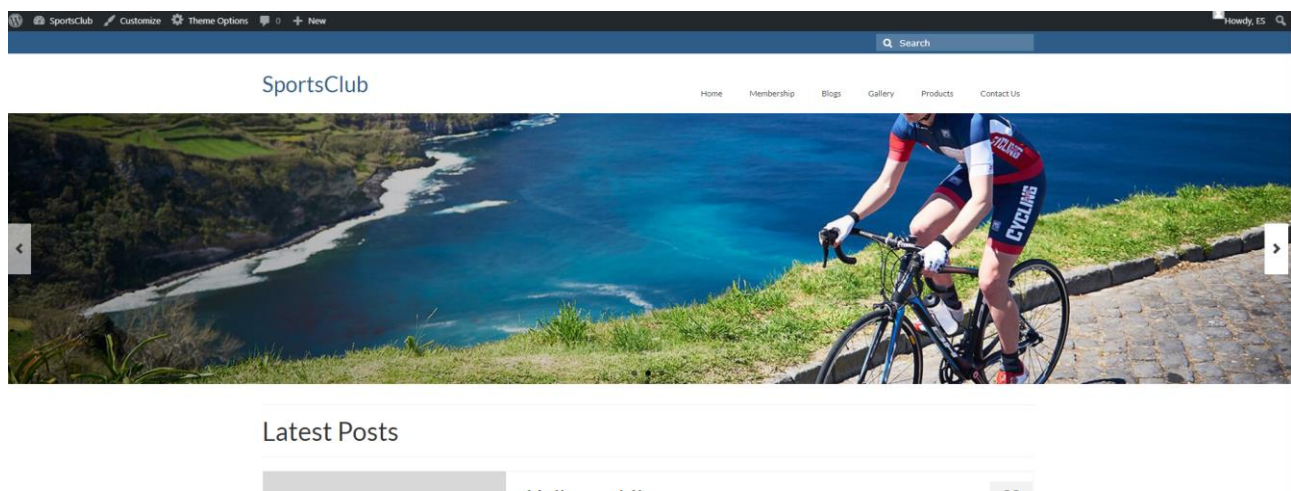 SportsClub Customize Theme Options 0 New Howdy, ES
Search
SportsClub
Home Membership Blogs Gallery Products Contact Us
CYCLING
CYCLING
Latest Posts